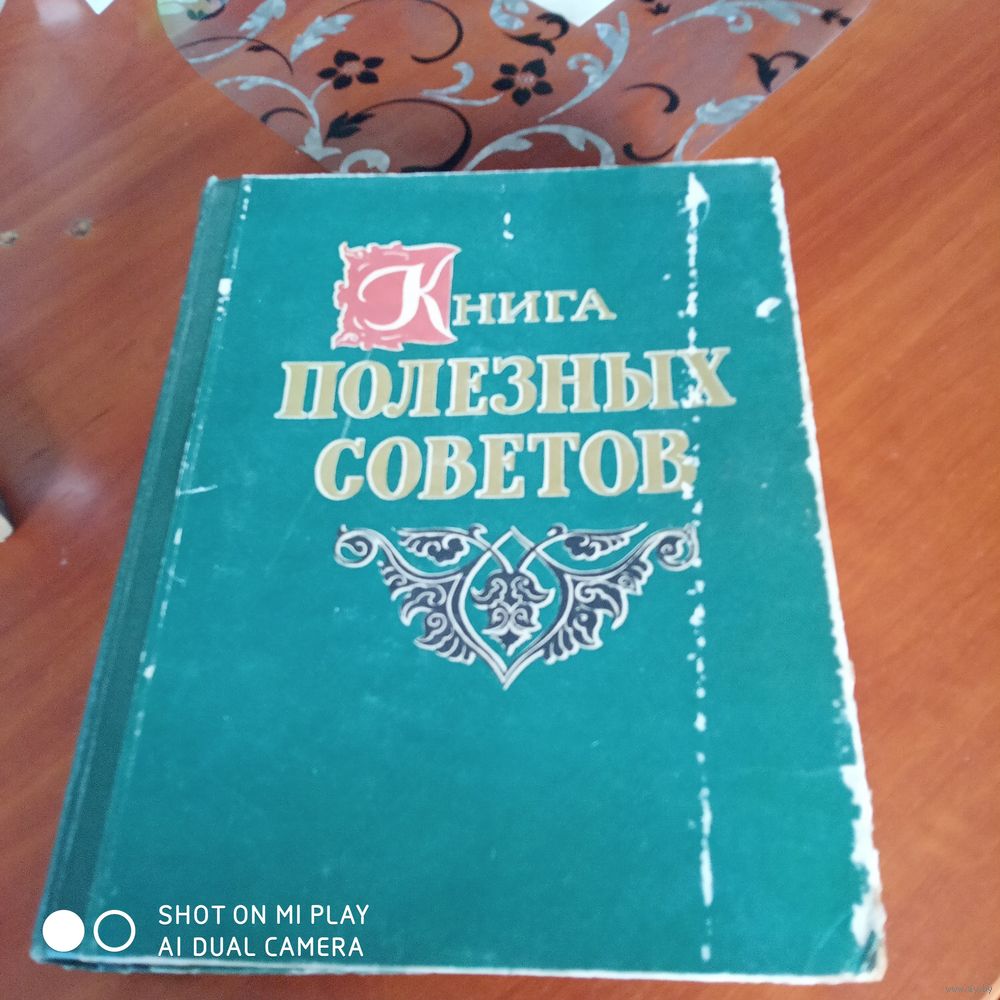 Книга
ПОЛЕЗНЫХ
СОВЕТОВ
SHOT ON MI PLAY
AI DUAL CAMERA